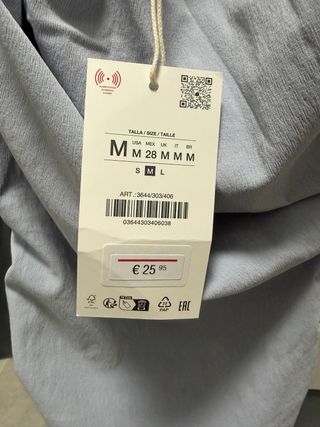 TALLA / SIZE / TAILLE
USA MEX UK IT BR
M M 28 M M M
S M L
ART.:3644/303/406
03644303406038
€ 25 95
PAP
EAC